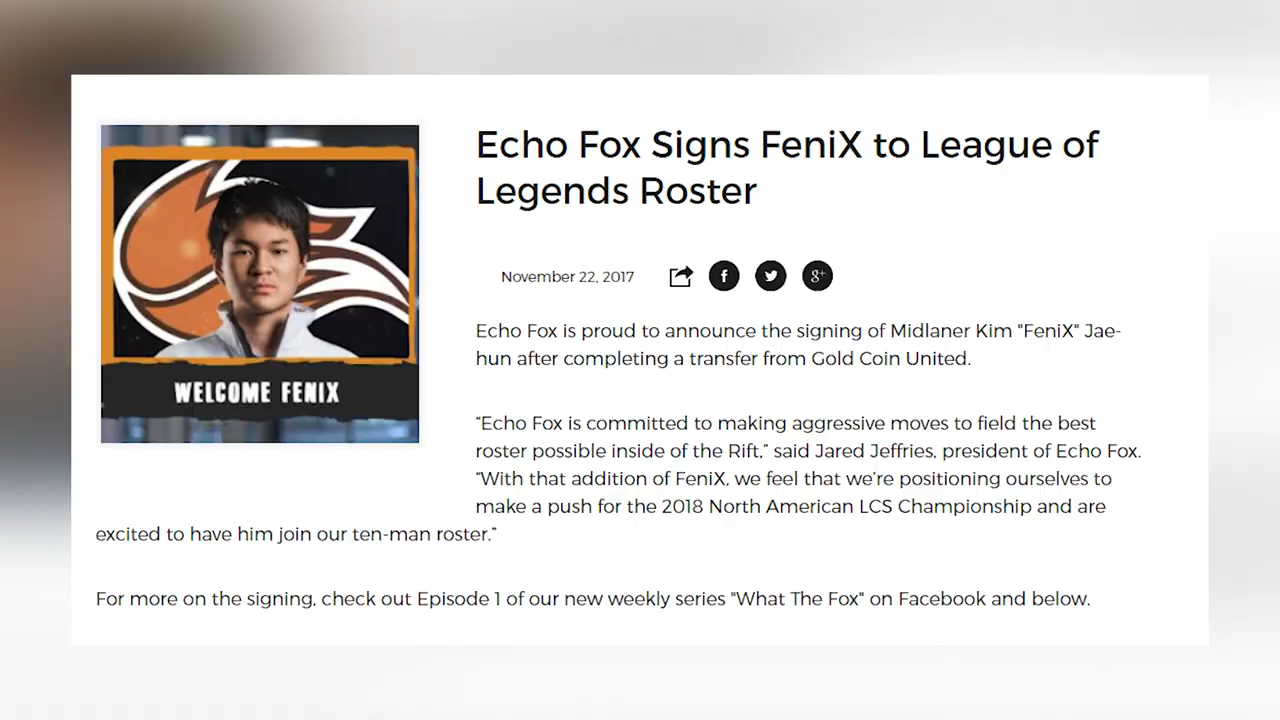 Echo Fox Signs FeniX to League of
Legends Roster
WELCOME FENIX
November 22, 2017
f
g+
Echo Fox is proud to announce the signing of Midlaner Kim "FeniX" Jae-
hun after completing a transfer from Gold Coin United.
“Echo Fox is committed to making aggressive moves to field the best
roster possible inside of the Rift,” said Jared Jeffries, president of Echo Fox.
“With that addition of FeniX, we feel that we’re positioning ourselves to
make a push for the 2018 North American LCS Championship and are
excited to have him join our ten-man roster.”
For more on the signing, check out Episode 1 of our new weekly series "What The Fox" on Facebook and below.